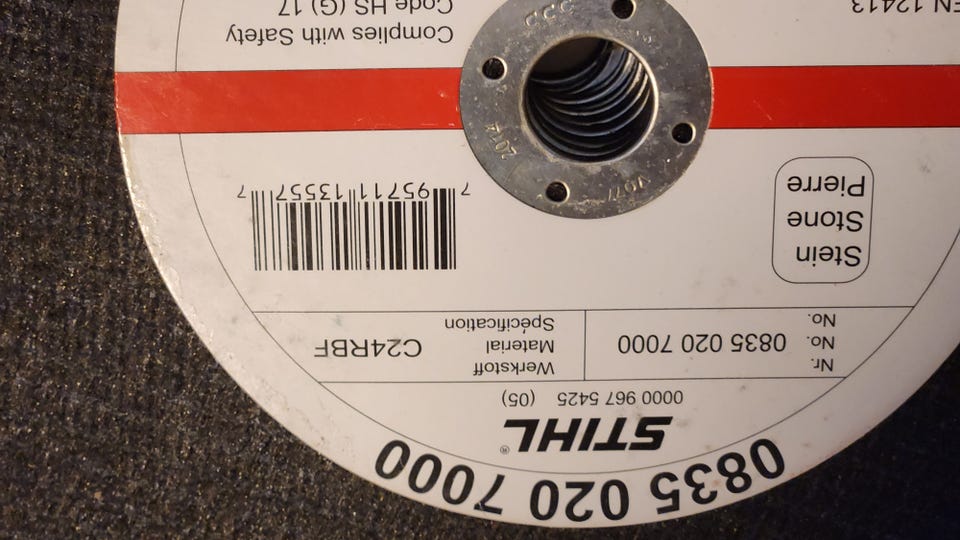 0835 020 7000
STIHL®
0000 967 5425 (05)
Nr.
No. 0835 020 7000
No.
Werkstoff
Material C24RBF
Spécification
Stein
Stone
Pierre
7 95711 13557 7
2014
EN 12413
Complies with Safety
Code HS (G) 17